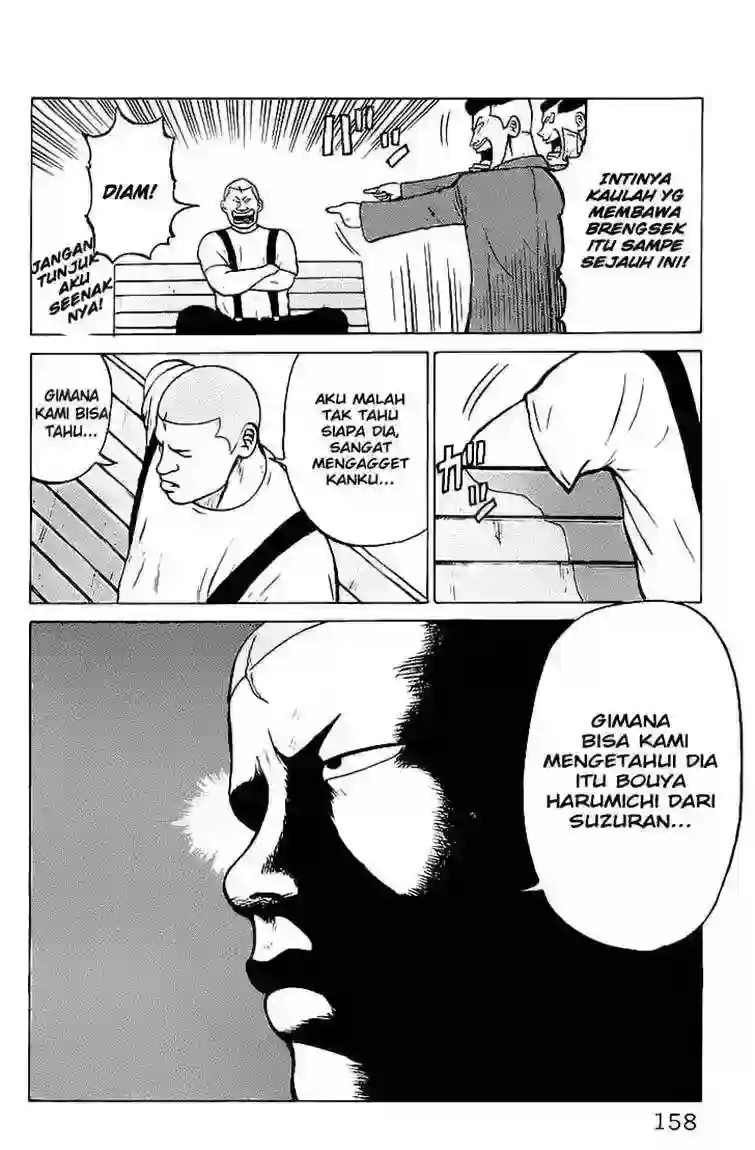 INTINYA
KAULAH YG
MEMBAWA
BRENGSEK
ITU SAMPE
SEJAUH INI!
DIAM!
JANGAN
TUNJUK
AKU
SEENAK
NYA!
AKU MALAH
TAK TAHU
SIAPA DIA,
SANGAT
MENGAGGET
KANKU...
GIMANA
KAMI BISA
TAHU...
GIMANA
BISA KAMI
MENGETAHUI DIA
ITU BOUYA
HARUMICHI DARI
SUZURAN...
158